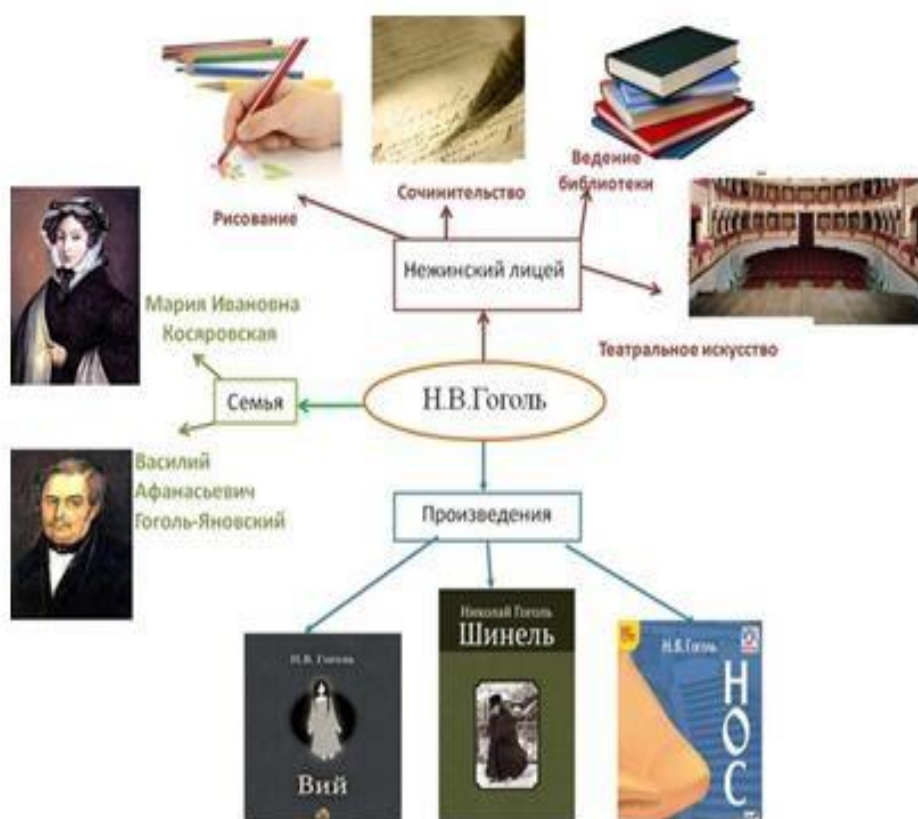 Рисование
Сочинительство
Ведение
библиотеки
Нежинский лицей
Театральное искусство
Мария Ивановна
Косяровская
Семья
Н.В.Гоголь
Василий
Афанасьевич
Гоголь-Яновский
Произведения
Н.В. Гоголь
Вий
Николай Гоголь
Шинель
Н.В.Гоголь
НОС